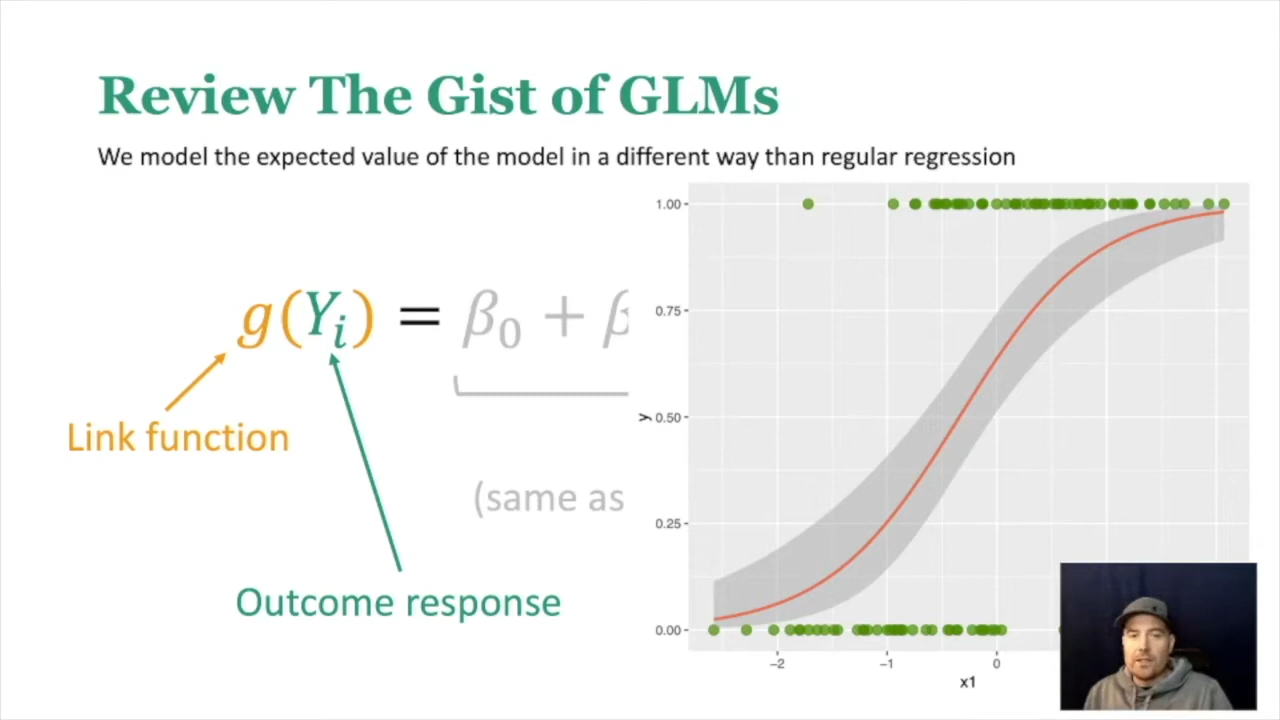 Review The Gist of GLMs
We model the expected value of the model in a different way than regular regression
g(Yᵢ) = β₀ + β
Link function
(same as
Outcome response
1.00
0.75
0.50
0.25
0.00
y
-2
-1
0
x1